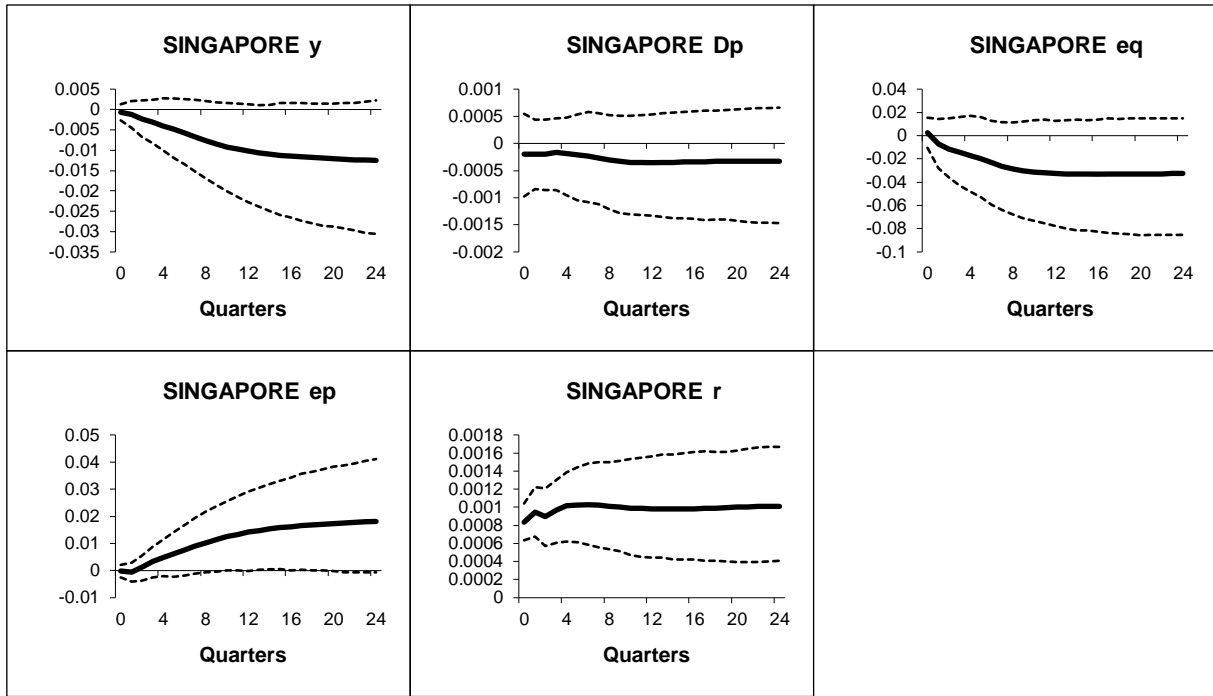 SINGAPORE y
0.005
0
-0.005
-0.01
-0.015
-0.02
-0.025
-0.03
-0.035
0 4 8 12 16 20 24
Quarters
SINGAPORE Dp
0.001
0.0005
0
-0.0005
-0.001
-0.0015
-0.002
0 4 8 12 16 20 24
Quarters
SINGAPORE eq
0.04
0.02
0
-0.02
-0.04
-0.06
-0.08
-0.1
0 4 8 12 16 20 24
Quarters
SINGAPORE ep
0.05
0.04
0.03
0.02
0.01
0
-0.01
0 4 8 12 16 20 24
Quarters
SINGAPORE r
0.0018
0.0016
0.0014
0.0012
0.001
0.0008
0.0006
0.0004
0.0002
0
0 4 8 12 16 20 24
Quarters